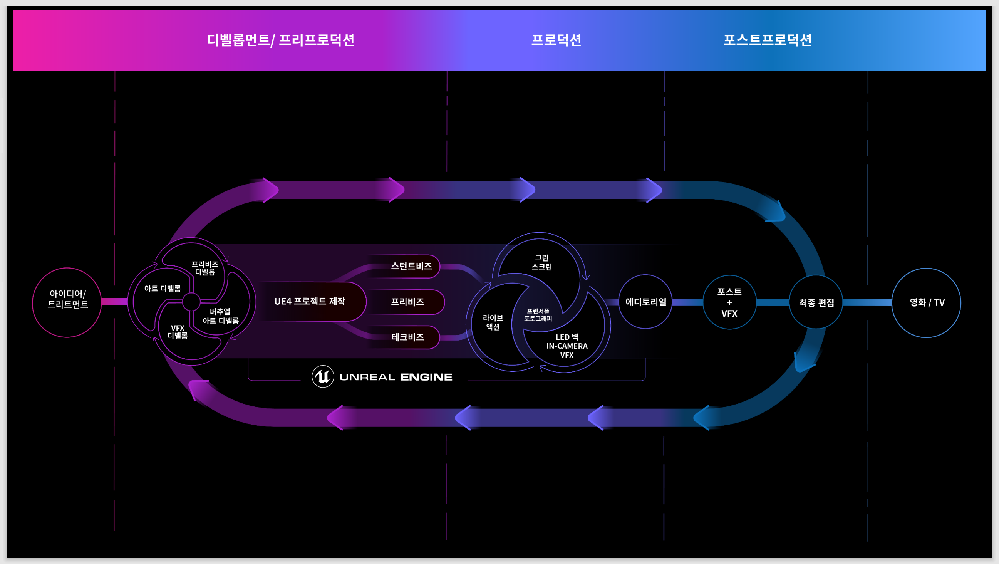 디벨롭먼트/ 프리프로덕션
프로덕션
포스트프로덕션
아이디어/
트리트먼트
프리비즈
디벨롭
아트 디벨롭
버추얼
아트 디벨롭
VFX
디벨롭
UE4 프로젝트 제작
스턴트비즈
프리비즈
테크비즈
그린
스크린
라이브
액션
프린서플
포토그래피
LED 벽
IN-CAMERA
VFX
에디토리얼
포스트
+
VFX
최종 편집
영화 / TV
UNREAL ENGINE